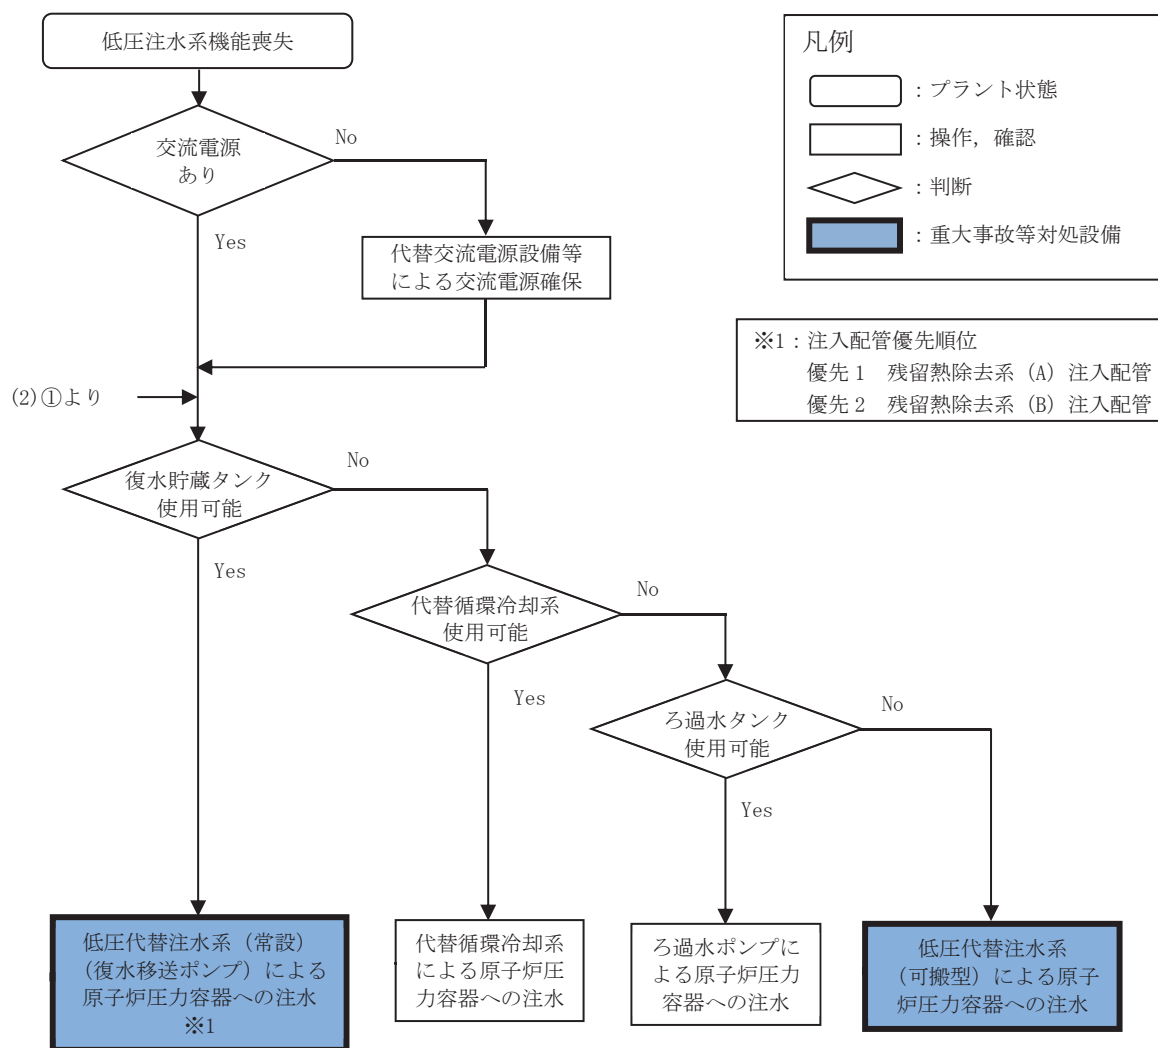 低圧注水系機能喪失
凡例
：プラント状態
：操作，確認
：判断
：重大事故等対処設備
交流電源
あり
No
Yes
代替交流電源設備等
による交流電源確保
※1：注入配管優先順位
優先1　残留熱除去系（A）注入配管
優先2　残留熱除去系（B）注入配管
(2)①より
復水貯蔵タンク
使用可能
No
Yes
代替循環冷却系
使用可能
No
Yes
ろ過水タンク
使用可能
No
Yes
低圧代替注水系（常設）
（復水移送ポンプ）による
原子炉圧力容器への注水
※1
代替循環冷却系
による原子炉圧
力容器への注水
ろ過水ポンプに
よる原子炉圧力
容器への注水
低圧代替注水系
（可搬型）による原子
炉圧力容器への注水